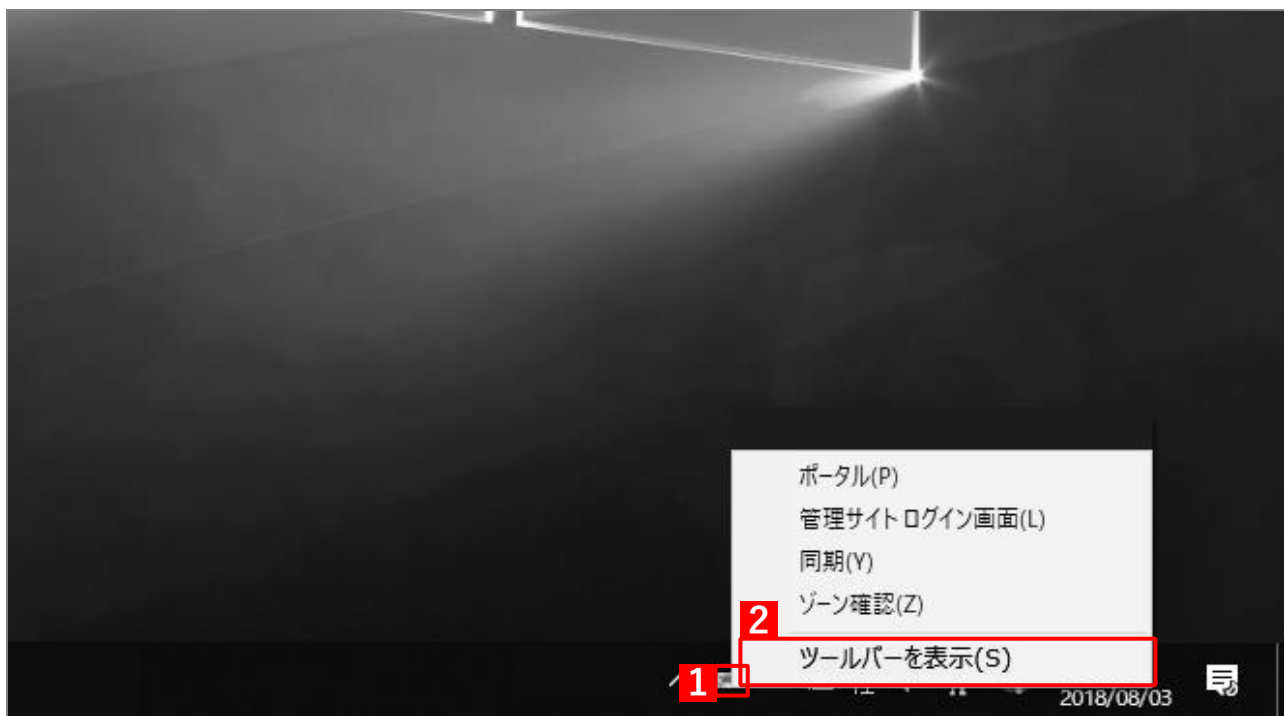 ポータル(P)
管理サイト ログイン画面(L)
同期(Y)
ゾーン確認(Z)
2
ツールバーを表示(S)
1
2018/08/03